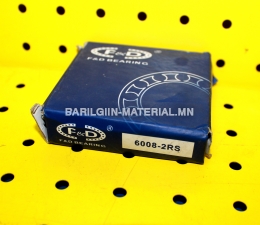 F&D
F&D BEARING
BARILGIIN-MATERIAL.MN
F&D
F&D BEARING
6008-2RS